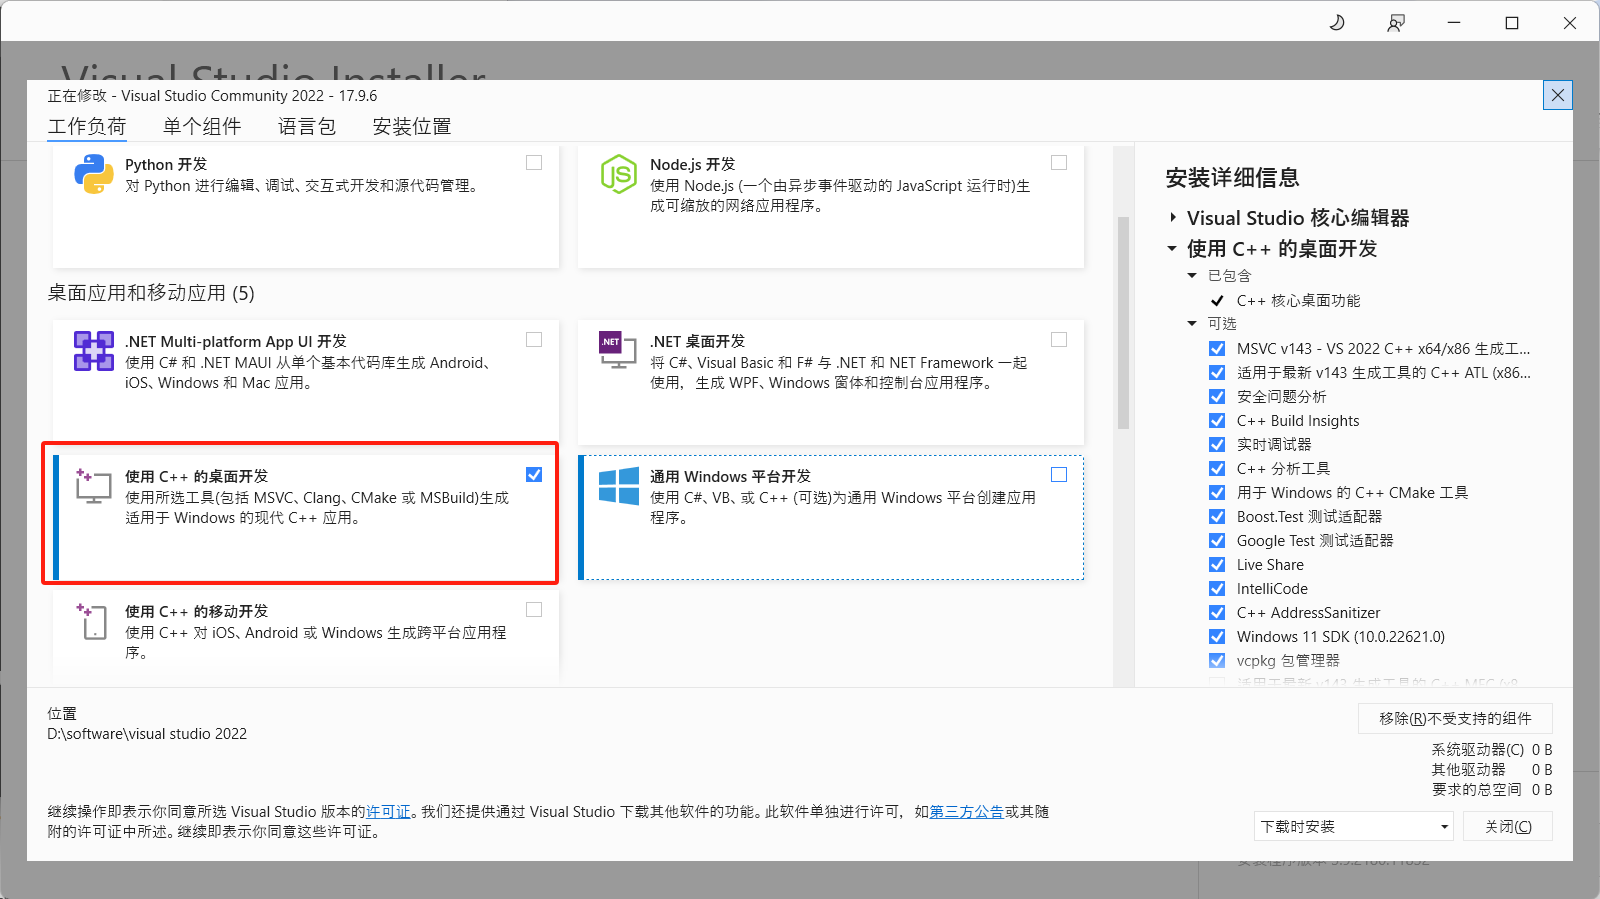 Visual Studio Installer
正在修改 - Visual Studio Community 2022 - 17.9.6
工作负荷 单个组件 语言包 安装位置
Python 开发
对 Python 进行编辑、调试、交互式开发和源代码管理。
Node.js 开发
使用 Node.js (一个由异步事件驱动的 JavaScript 运行时)生
成可缩放的网络应用程序。
桌面应用和移动应用 (5)
.NET Multi-platform App UI 开发
使用 C# 和 .NET MAUI 从单个基本代码库生成 Android、
iOS、Windows 和 Mac 应用。
.NET
.NET 桌面开发
将 C#、Visual Basic 和 F# 与 .NET 和 NET Framework 一起
使用，生成 WPF、Windows 窗体和控制台应用程序。
使用 C++ 的桌面开发
使用所选工具(包括 MSVC、Clang、CMake 或 MSBuild)生成
适用于 Windows 的现代 C++ 应用。
通用 Windows 平台开发
使用 C#、VB、或 C++ (可选)为通用 Windows 平台创建应用
程序。
使用 C++ 的移动开发
使用 C++ 对 iOS、Android 或 Windows 生成跨平台应用程
序。
安装详细信息
Visual Studio 核心编辑器
使用 C++ 的桌面开发
已包含
C++ 核心桌面功能
可选
MSVC v143 - VS 2022 C++ x64/x86 生成工...
适用于最新 v143 生成工具的 C++ ATL (x86...
安全问题分析
C++ Build Insights
实时调试器
C++ 分析工具
用于 Windows 的 C++ CMake 工具
Boost.Test 测试适配器
Google Test 测试适配器
Live Share
IntelliCode
C++ AddressSanitizer
Windows 11 SDK (10.0.22621.0)
vcpkg 包管理器
适用于最新 v143 生成工具的 C++ MFC (x8...
位置
D:\software\visual studio 2022
移除(R)不受支持的组件
系统驱动器(C) 0 B
其他驱动器 0 B
要求的总空间 0 B
继续操作即表示你同意所选 Visual Studio 版本的许可证。我们还提供通过 Visual Studio 下载其他软件的功能。此软件单独进行许可，如第三方公告或其随
附的许可证中所述。继续即表示你同意这些许可证。
下载时安装
关闭(C)